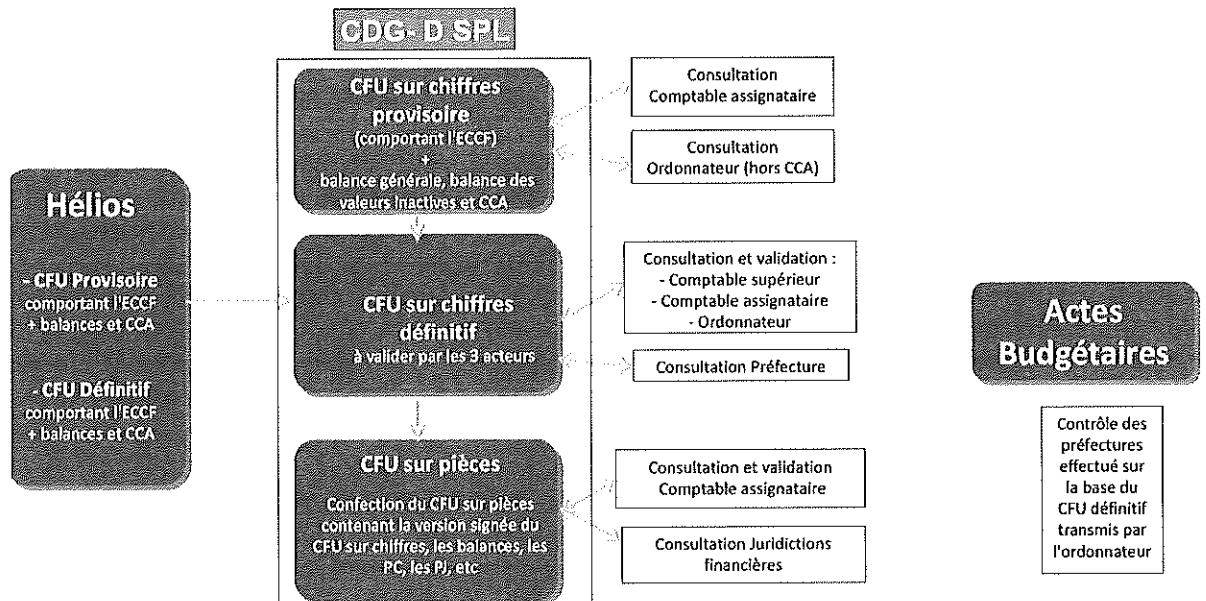 CDG- D SPL
Hélios
- CFU Provisoire
comportant l'ECCF
+ balances et CCA
- CFU Définitif
comportant l'ECCF
+ balances et CCA
CFU sur chiffres
provisoire
(comportant l'ECCF)
+
balance générale, balance des
valeurs inactives et CCA
CFU sur chiffres
définitif
à valider par les 3 acteurs
CFU sur pièces
Confection du CFU sur pièces
contenant la version signée du
CFU sur chiffres, les balances, les
PC, les PJ, etc
Consultation
Comptable assignataire
Consultation
Ordonnateur (hors CCA)
Consultation et validation :
- Comptable supérieur
- Comptable assignataire
- Ordonnateur
Consultation Préfecture
Consultation et validation
Comptable assignataire
Consultation Juridictions
financières
Actes
Budgétaires
Contrôle des
préfectures
effectué sur
la base du
CFU définitif
transmis par
l'ordonnateur